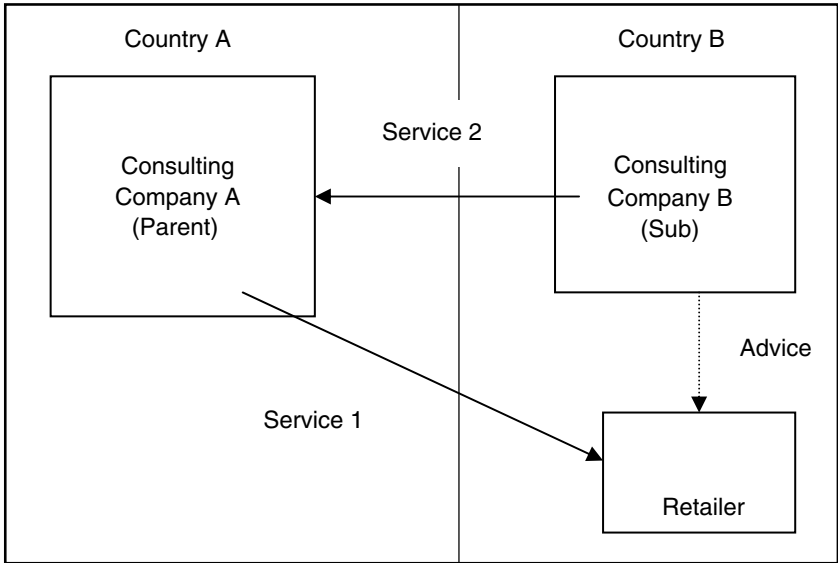 Country A
Country B
Service 2
Consulting
Company A
(Parent)
Consulting
Company B
(Sub)
Advice
Service 1
Retailer